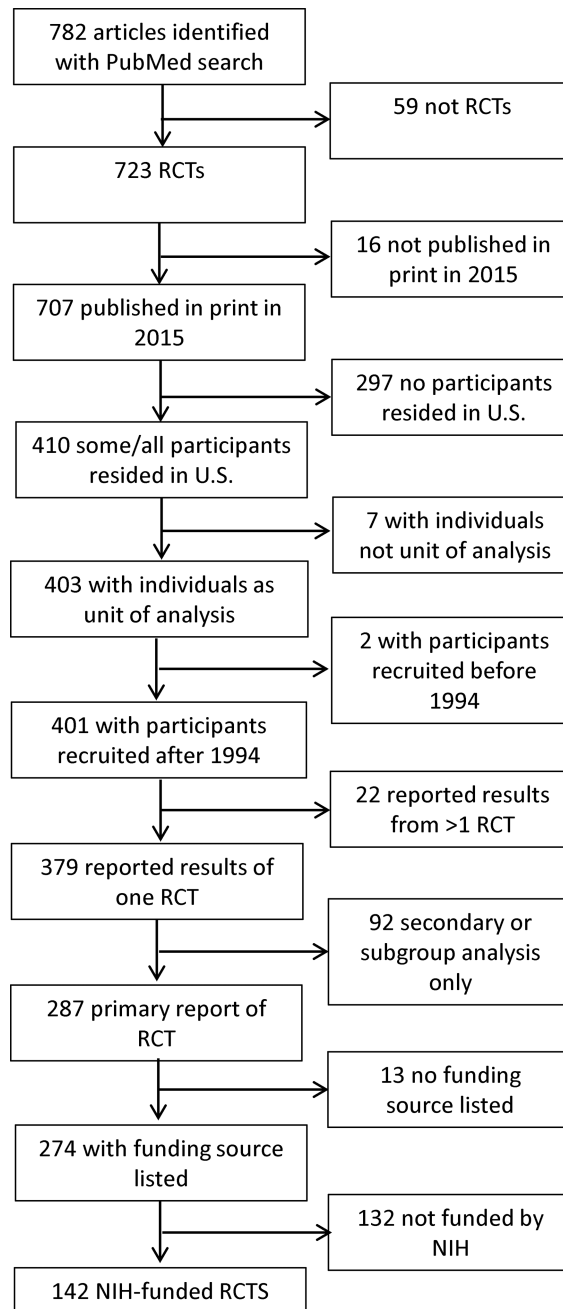 782 articles identified
with PubMed search
59 not RCTs
723 RCTs
16 not published in
print in 2015
707 published in print in
2015
297 no participants
resided in U.S.
410 some/all participants
resided in U.S.
7 with individuals
not unit of analysis
403 with individuals as
unit of analysis
2 with participants
recruited before
1994
401 with participants
recruited after 1994
22 reported results
from >1 RCT
379 reported results of
one RCT
92 secondary or
subgroup analysis
only
287 primary report of
RCT
13 no funding
source listed
274 with funding source
listed
132 not funded by
NIH
142 NIH-funded RCTS